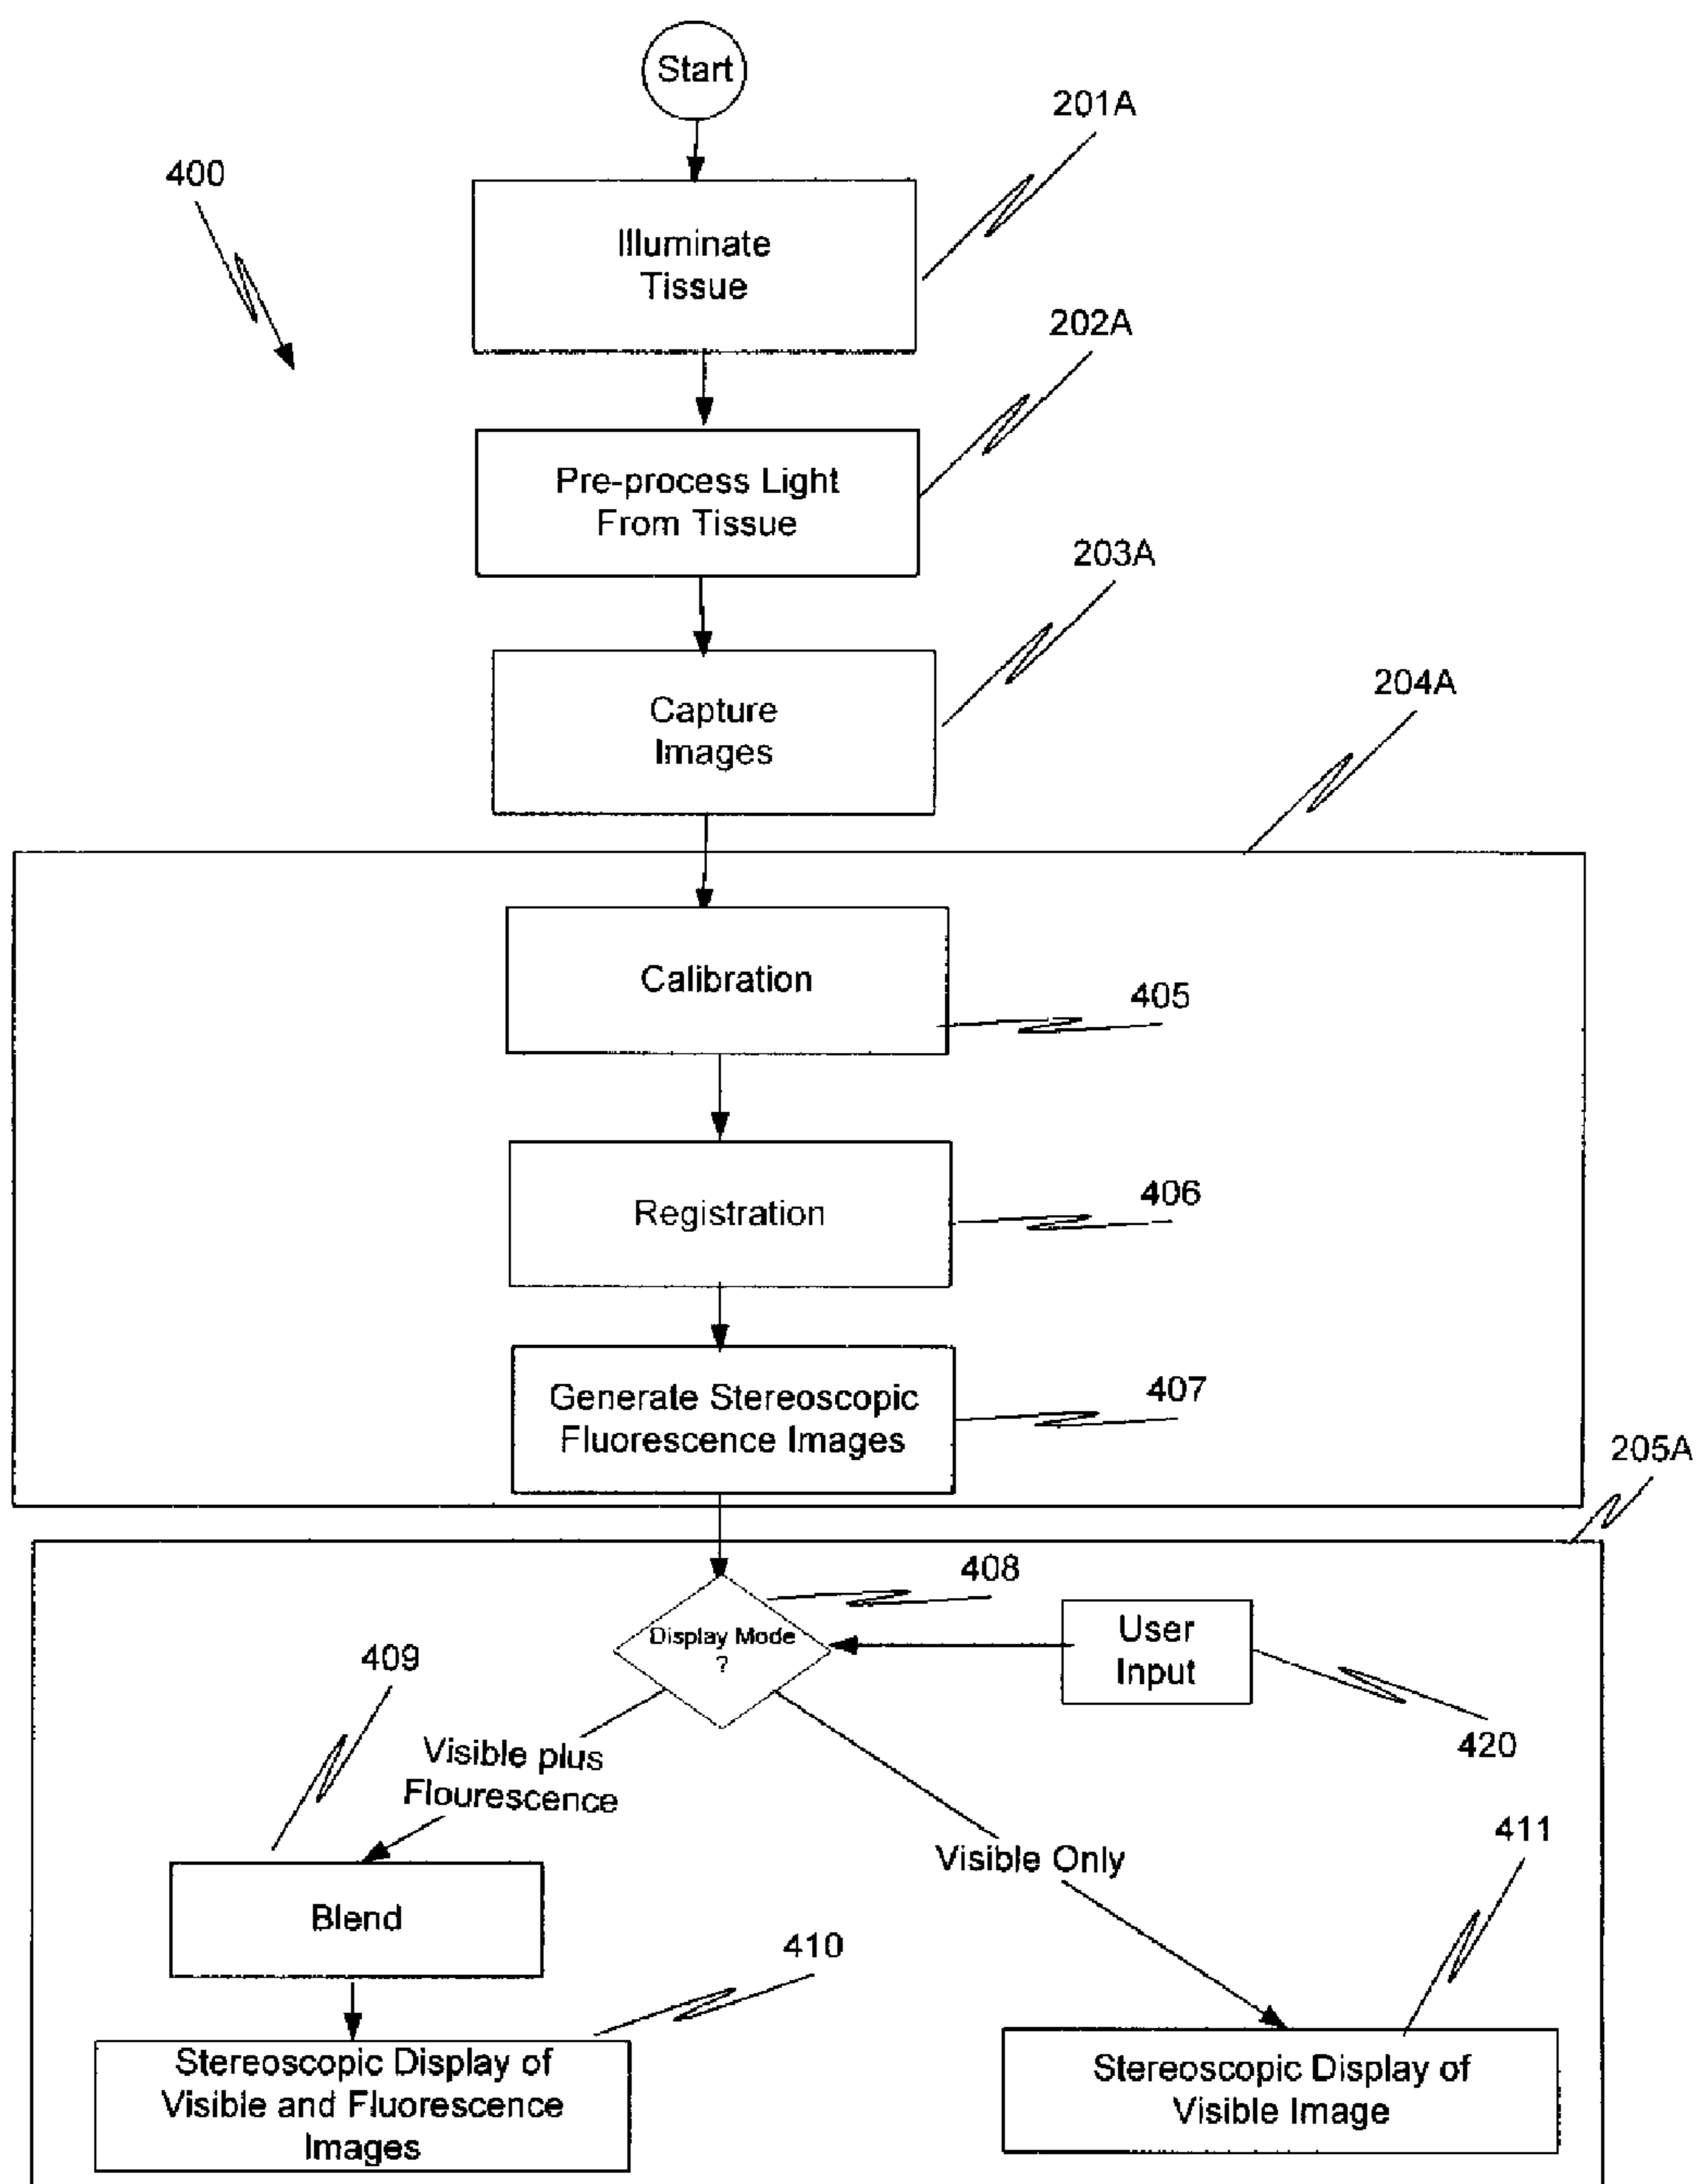 Start
201A
400
Illuminate
Tissue
202A
Pre-process Light
From Tissue
203A
Capture
Images
204A
Calibration
405
Registration
406
Generate Stereoscopic
Fluorescence Images
407
205A
408
Display Mode
?
User
Input
420
409
Visible plus
Flourescence
Visible Only
411
Blend
410
Stereoscopic Display of
Visible and Fluorescence
Images
Stereoscopic Display of
Visible Image